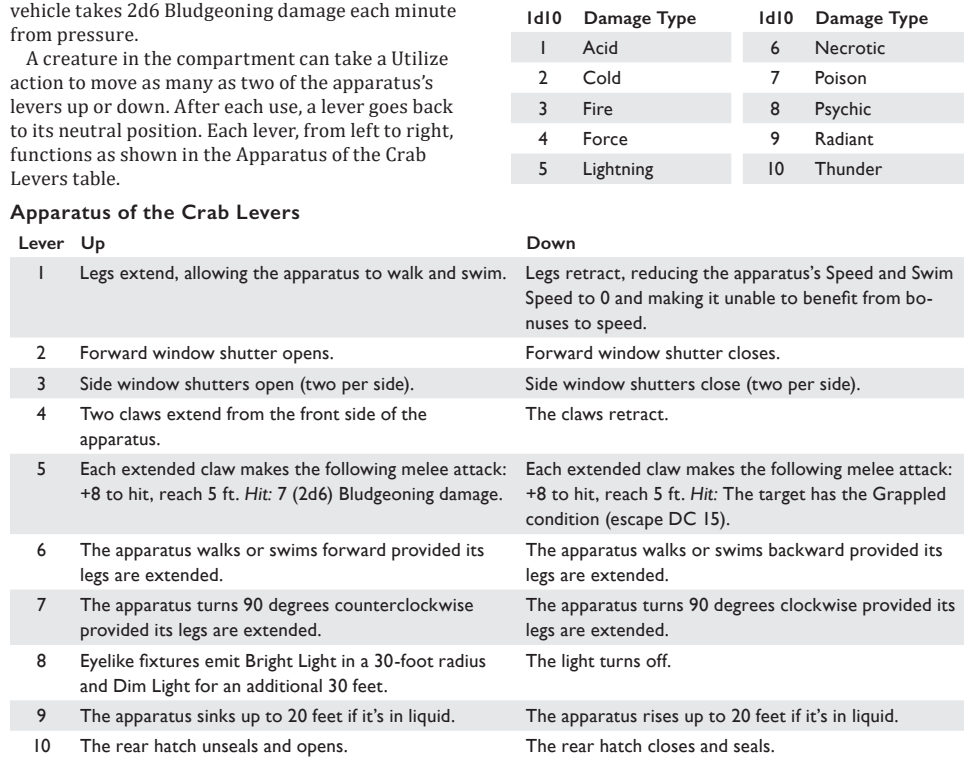 vehicle takes 2d6 Bludgeoning damage each minute
from pressure.
A creature in the compartment can take a Utilize
action to move as many as two of the apparatus's
levers up or down. After each use, a lever goes back
to its neutral position. Each lever, from left to right,
functions as shown in the Apparatus of the Crab
Levers table.
1d10 Damage Type 1d10 Damage Type
1 Acid 6 Necrotic
2 Cold 7 Poison
3 Fire 8 Psychic
4 Force 9 Radiant
5 Lightning 10 Thunder
Apparatus of the Crab Levers
Lever Up Down
1 Legs extend, allowing the apparatus to walk and swim. Legs retract, reducing the apparatus's Speed and Swim
Speed to 0 and making it unable to benefit from bo-
nuses to speed.
2 Forward window shutter opens. Forward window shutter closes.
3 Side window shutters open (two per side). Side window shutters close (two per side).
4 Two claws extend from the front side of the The claws retract.
apparatus.
5 Each extended claw makes the following melee attack: Each extended claw makes the following melee attack:
+8 to hit, reach 5 ft. Hit: 7 (2d6) Bludgeoning damage. +8 to hit, reach 5 ft. Hit: The target has the Grappled
condition (escape DC 15).
6 The apparatus walks or swims forward provided its The apparatus walks or swims backward provided its
legs are extended. legs are extended.
7 The apparatus turns 90 degrees counterclockwise The apparatus turns 90 degrees clockwise provided its
provided its legs are extended. legs are extended.
8 Eyelike fixtures emit Bright Light in a 30-foot radius The light turns off.
and Dim Light for an additional 30 feet.
9 The apparatus sinks up to 20 feet if it's in liquid. The apparatus rises up to 20 feet if it's in liquid.
10 The rear hatch unseals and opens. The rear hatch closes and seals.